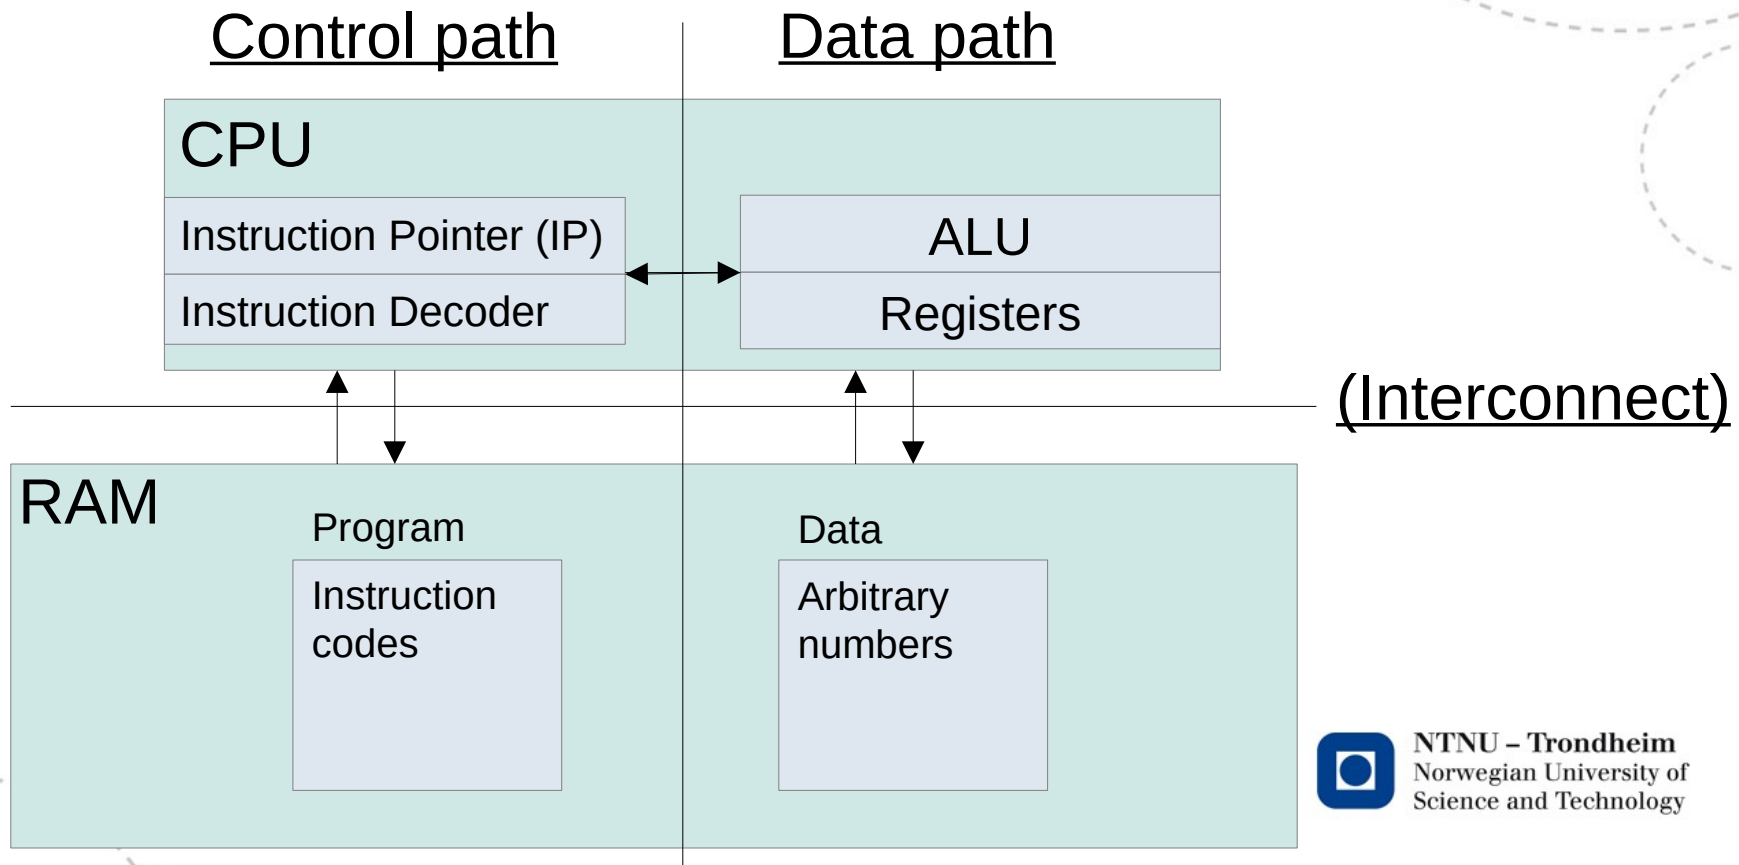 Control path
Data path
CPU
Instruction Pointer (IP)
Instruction Decoder
ALU
Registers
(Interconnect)
RAM
Program
Instruction
codes
Data
Arbitrary
numbers
NTNU – Trondheim
Norwegian University of
Science and Technology